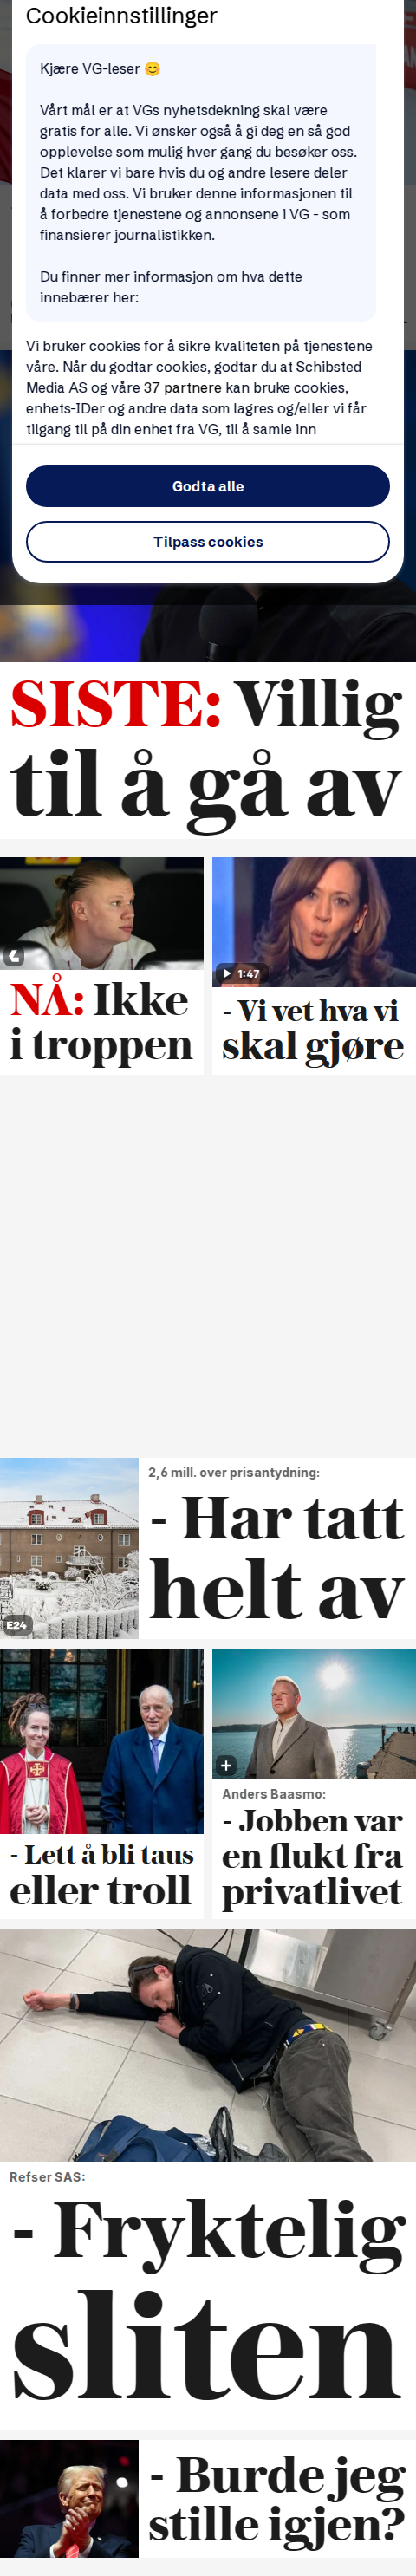 Cookieinnstillinger
Kjære VG-leser 😊
Vårt mål er at VGs nyhetsdekning skal være
gratis for alle. Vi ønsker også å gi deg en så god
opplevelse som mulig hver gang du besøker oss.
Det klarer vi bare hvis du og andre lesere deler
data med oss. Vi bruker denne informasjonen til
å forbedre tjenestene og annonsene i VG - som
finansierer journalistikken.
Du finner mer informasjon om hva dette
innebærer her:
Vi bruker cookies for å sikre kvaliteten på tjenestene
våre. Når du godtar cookies, godtar du at Schibsted
Media AS og våre 37 partnere kan bruke cookies,
enhets-IDer og andre data som lagres og/eller vi får
tilgang til på din enhet fra VG, til å samle inn
Godta alle
Tilpass cookies
SISTE: Villig
til å gå av
NÅ: Ikke
i troppen
1:47
- Vi vet hva vi
skal gjøre
E24
2,6 mill. over prisantydning:
- Har tatt
helt av
- Lett å bli taus
eller troll
Anders Baasmo:
- Jobben var
en flukt fra
privatlivet
Refser SAS:
- Fryktelig
sliten
- Burde jeg
stille igjen?